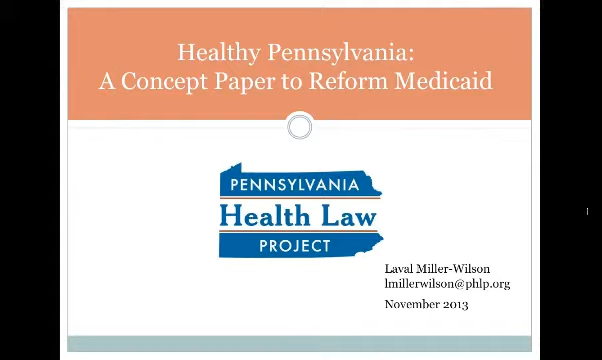 Healthy Pennsylvania:
A Concept Paper to Reform Medicaid
PENNSYLVANIA
Health Law
PROJECT
Laval Miller-Wilson
lmillerwilson@phlp.org
November 2013